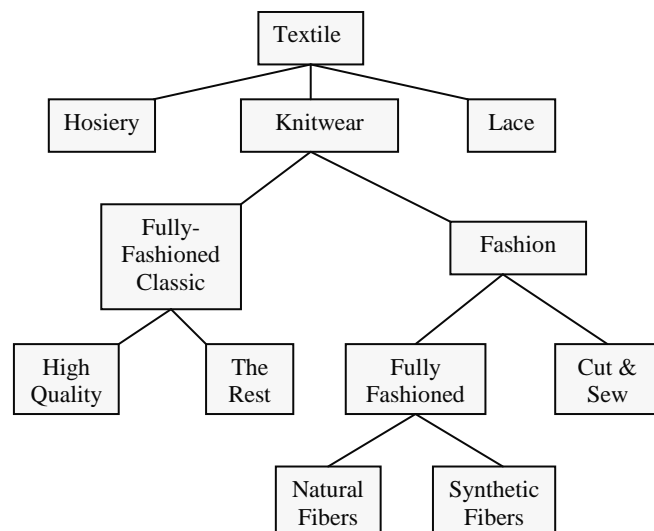 Textile
Hosiery
Knitwear
Lace
Fully-
Fashioned
Classic
Fashion
High
Quality
The
Rest
Fully
Fashioned
Cut &
Sew
Natural
Fibers
Synthetic
Fibers